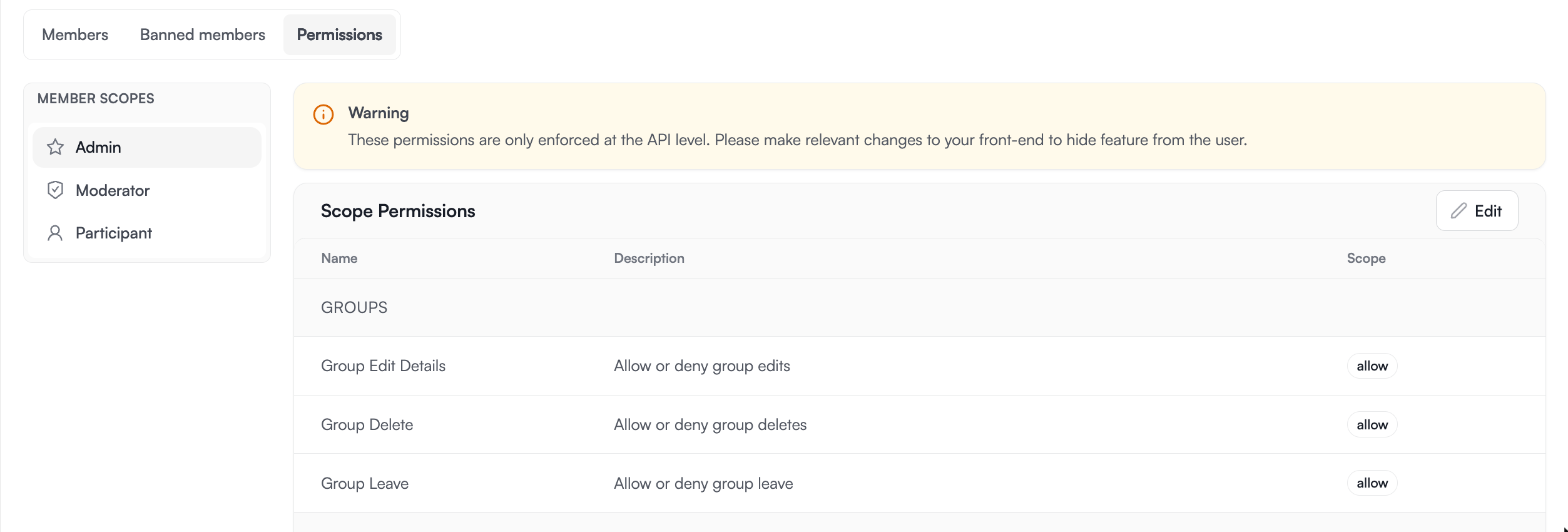 Members Banned members Permissions
MEMBER SCOPES
Admin
Moderator
Participant
Warning
These permissions are only enforced at the API level. Please make relevant changes to your front-end to hide feature from the user.
Scope Permissions Edit
Name Description Scope
GROUPS
Group Edit Details Allow or deny group edits allow
Group Delete Allow or deny group deletes allow
Group Leave Allow or deny group leave allow